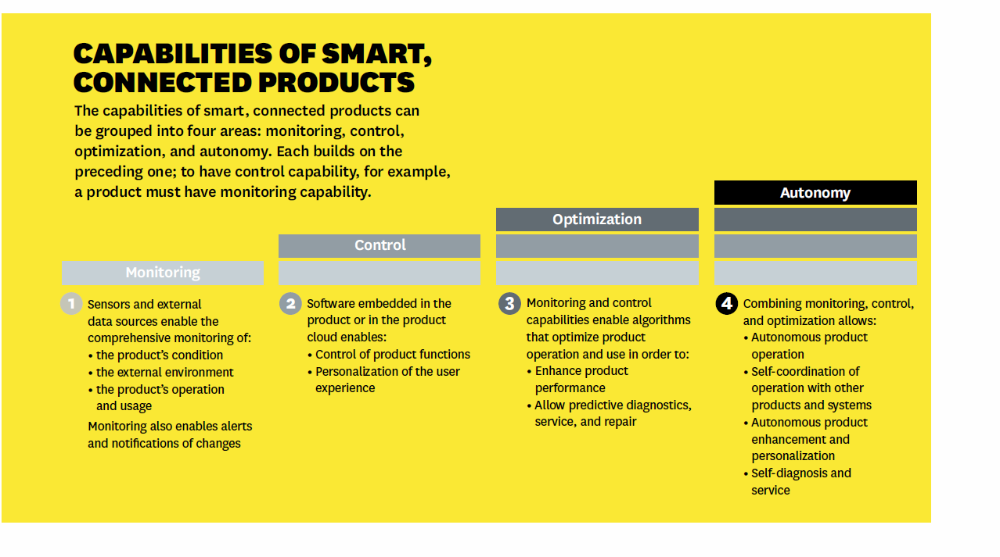 CAPABILITIES OF SMART,
CONNECTED PRODUCTS
The capabilities of smart, connected products can
be grouped into four areas: monitoring, control,
optimization, and autonomy. Each builds on the
preceding one; to have control capability, for example,
a product must have monitoring capability.
Monitoring
1
Sensors and external
data sources enable the
comprehensive monitoring of:
• the product’s condition
• the external environment
• the product’s operation
and usage
Monitoring also enables alerts
and notifications of changes
Control
2
Software embedded in the
product or in the product
cloud enables:
• Control of product functions
• Personalization of the user
experience
Optimization
3
Monitoring and control
capabilities enable algorithms
that optimize product
operation and use in order to:
• Enhance product
performance
• Allow predictive diagnostics,
service, and repair
Autonomy
4
Combining monitoring, control,
and optimization allows:
• Autonomous product
operation
• Self-coordination of
operation with other
products and systems
• Autonomous product
enhancement and
personalization
• Self-diagnosis and
service